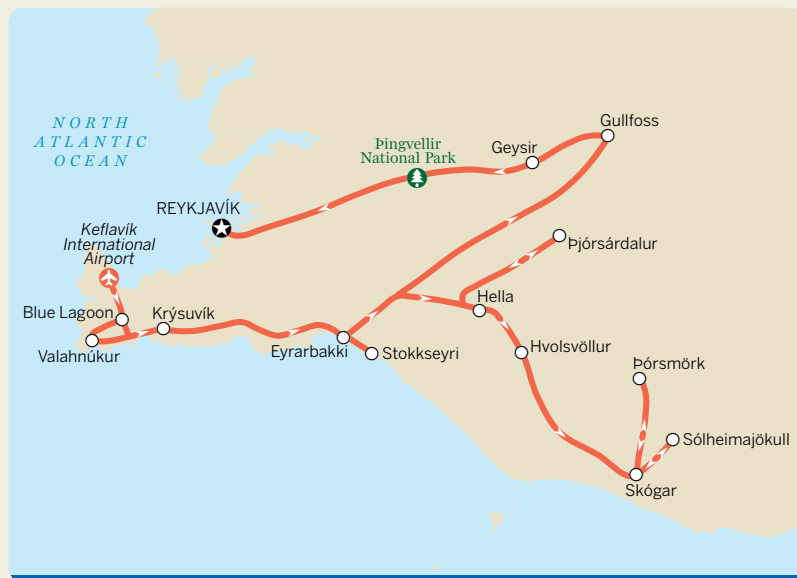 Gullfoss
NORTH
ATLANTIC
OCEAN
Þingvellir
National Park
Geysir
REYKJAVÍK
Keflavík
International
Airport
Þjórsárdalur
Hella
Blue Lagoon
Krýsuvík
Valahnúkur
Eyrarbakki
Stokkseyri
Hvolsvöllur
Þórsmörk
Sólheimajökull
Skógar